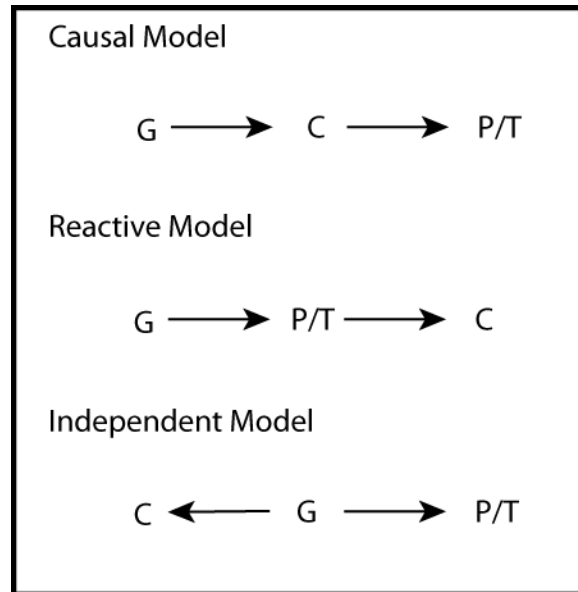 Causal Model
G C P/T
Reactive Model
G P/T C
Independent Model
C G P/T